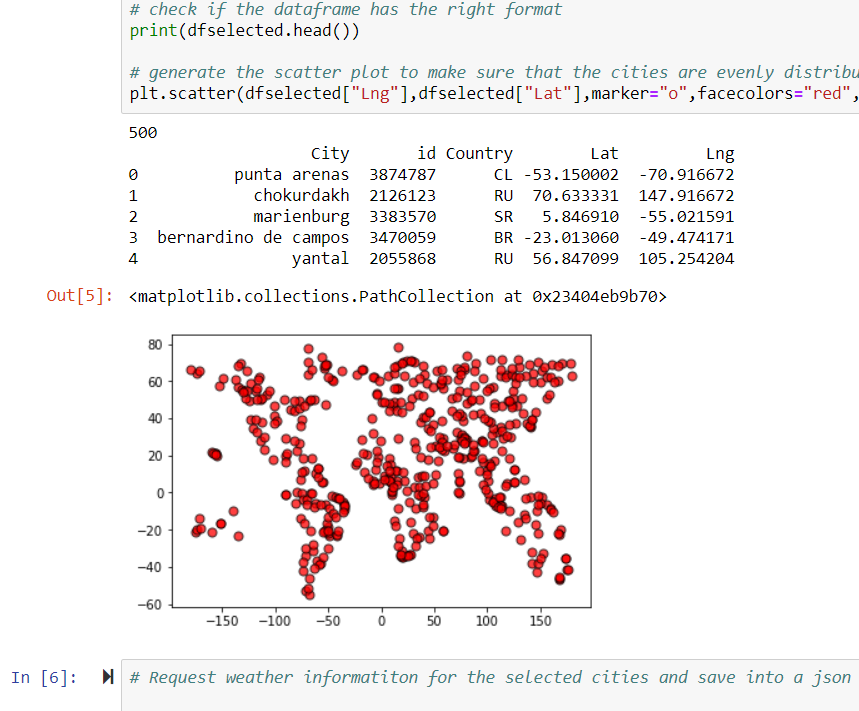 # check if the dataframe has the right format
print(dfselected.head())
# generate the scatter plot to make sure that the cities are evenly distribu
plt.scatter(dfselected["Lng"],dfselected["Lat"],marker="o",facecolors="red",
500
City id Country Lat Lng
0 punta arenas 3874787 CL -53.150002 -70.916672
1 chokurdakh 2126123 RU 70.633331 147.916672
2 marienburg 3383570 SR 5.846910 -55.021591
3 bernardino de campos 3470059 BR -23.013060 -49.474171
4 yantal 2055868 RU 56.847099 105.254204
Out[5]: <matplotlib.collections.PathCollection at 0x23404eb9b70>
80
60
40
20
0
−20
−40
−60
−150 −100 −50 0 50 100 150
In [6]: # Request weather informatiton for the selected cities and save into a json